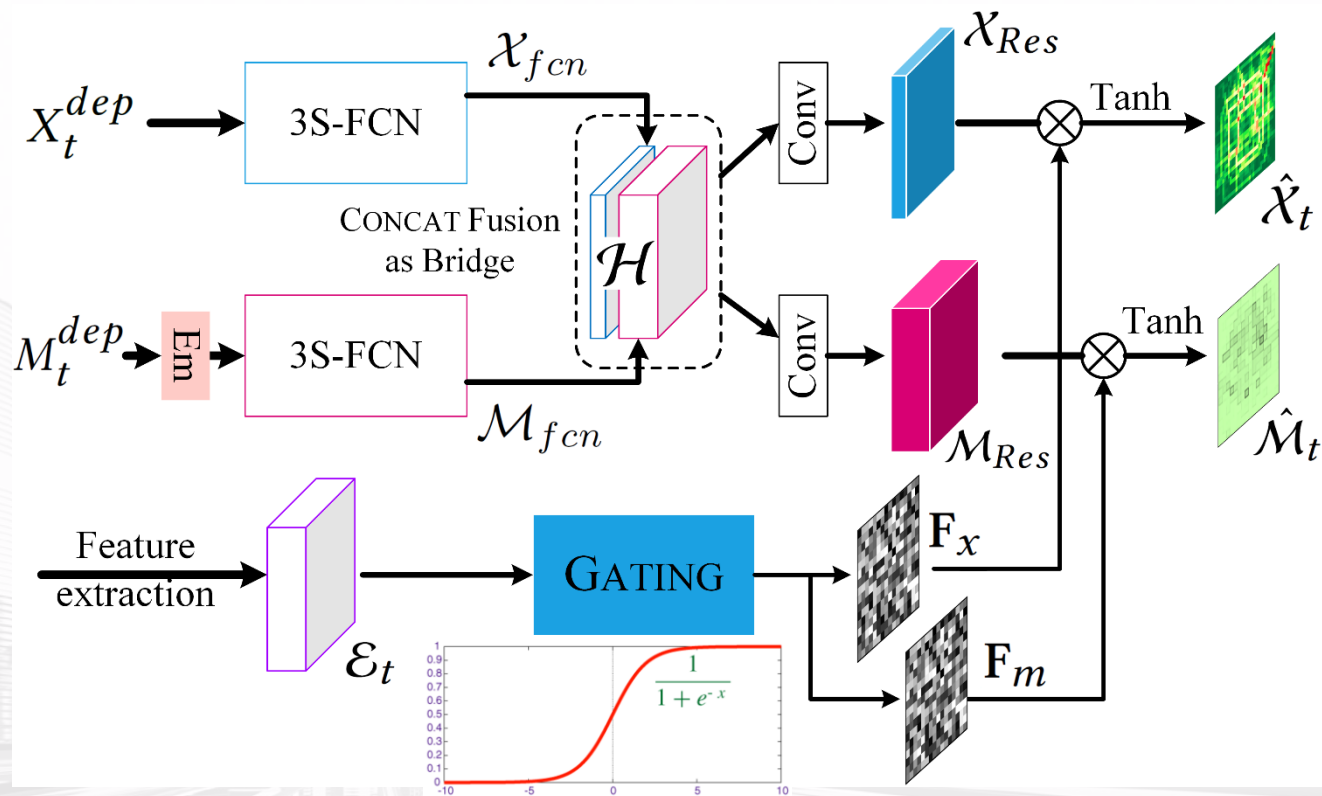 X_t^{dep}
3S-FCN
𝒳_{fcn}
Conv
𝒳_{Res}
⊗
Tanh
𝒳̂_t
CONCAT Fusion
as Bridge
ℋ
M_t^{dep}
Em
3S-FCN
ℳ_{fcn}
Conv
ℳ_{Res}
⊗
Tanh
ℳ̂_t
Feature
extraction
ℰ_t
GATING
F_x
F_m
1
0.9
0.8
0.7
0.6
0.5
0.4
0.3
0.2
0.1
0
-10
-5
0
5
10
1
1 + e^{-x}